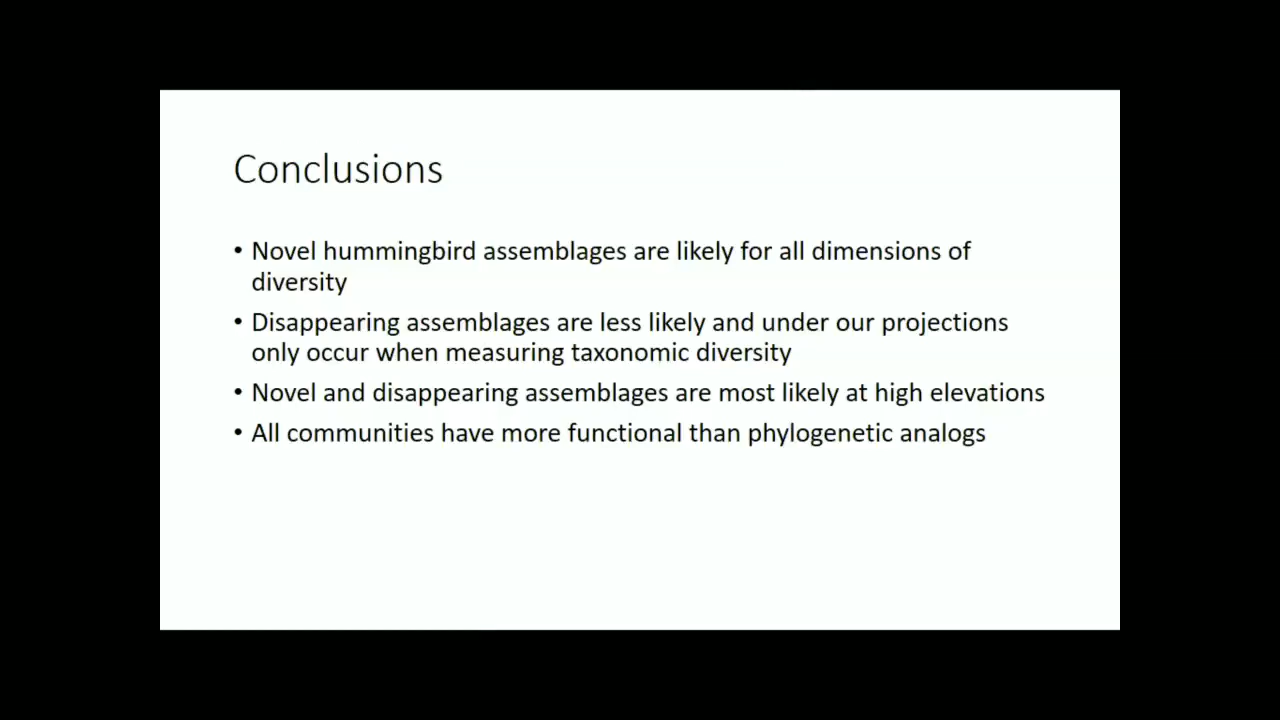 Conclusions
• Novel hummingbird assemblages are likely for all dimensions of
diversity
• Disappearing assemblages are less likely and under our projections
only occur when measuring taxonomic diversity
• Novel and disappearing assemblages are most likely at high elevations
• All communities have more functional than phylogenetic analogs